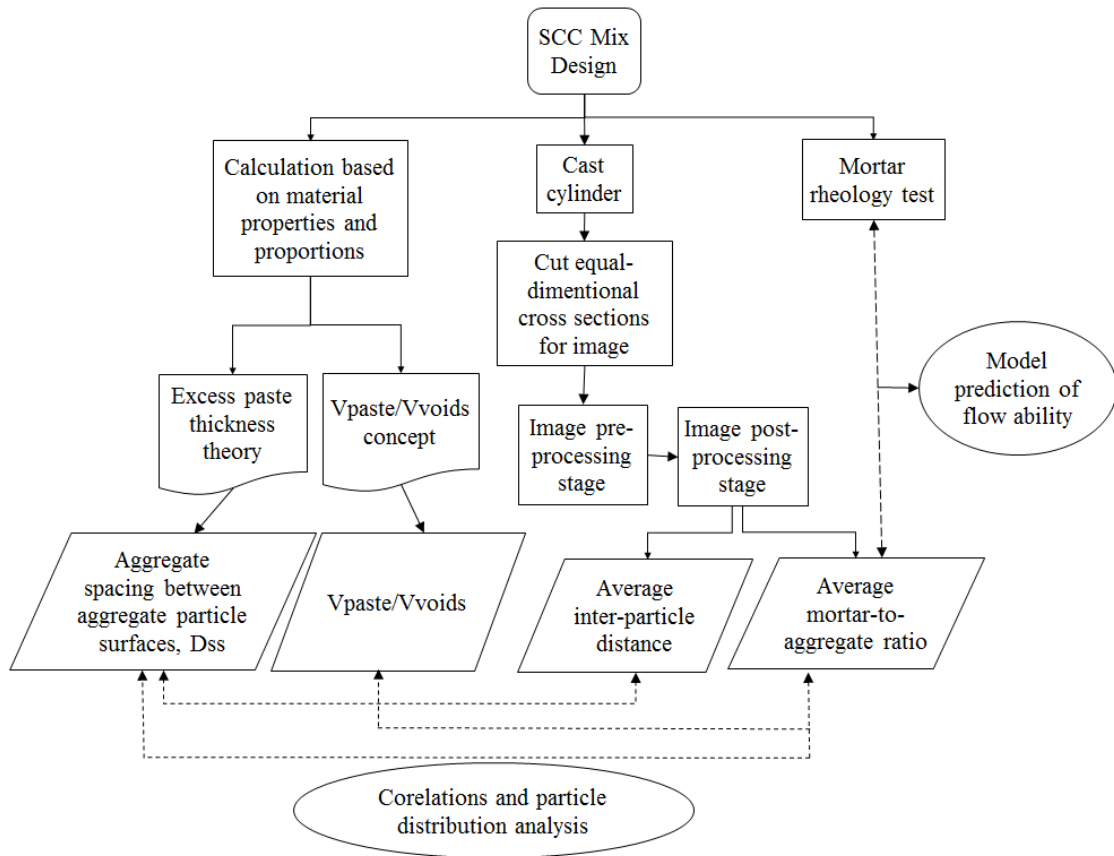 SCC Mix
Design
Calculation based
on material
properties and
proportions
Cast
cylinder
Mortar
rheology test
Cut equal-
dimentional
cross sections
for image
Model
prediction of
flow ability
Excess paste
thickness
theory
Vpaste/Vvoids
concept
Image pre-
processing
stage
Image post-
processing
stage
Aggregate
spacing between
aggregate particle
surfaces, Dss
Vpaste/Vvoids
Average
inter-particle
distance
Average
mortar-to-
aggregate ratio
Corelations and particle
distribution analysis